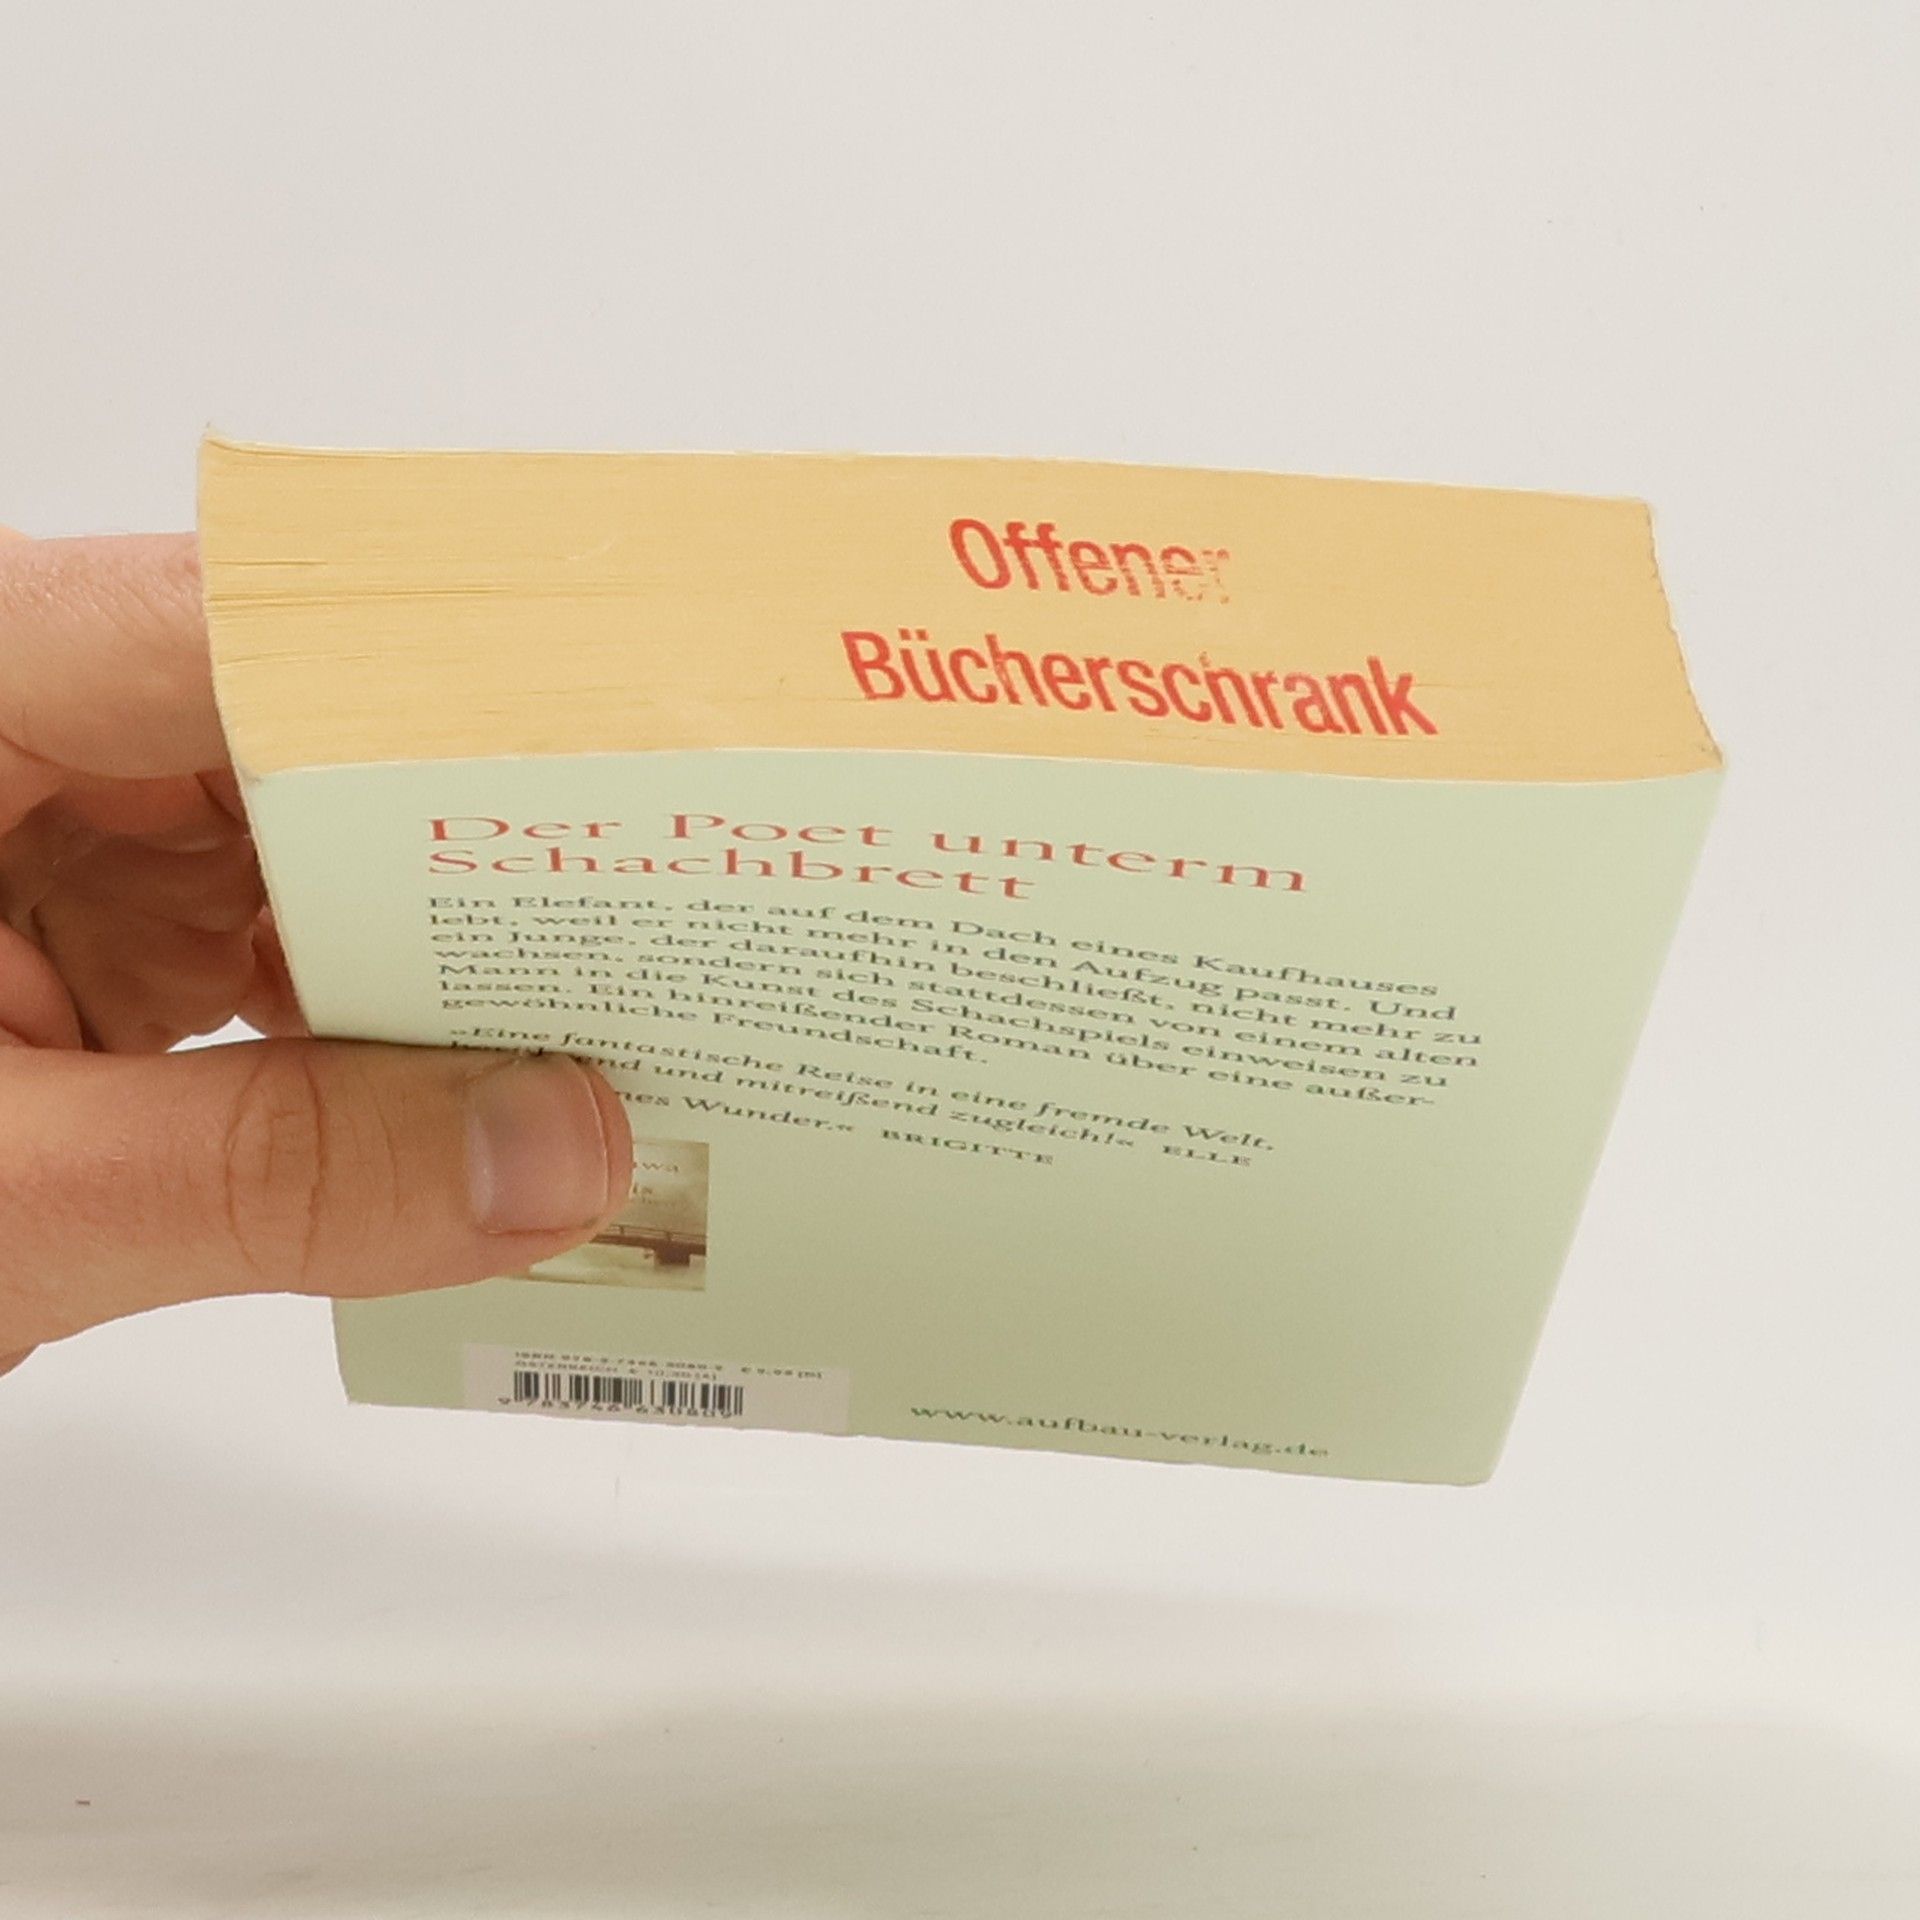 Offener
Bücherschrank
Der Poet unterm
Schachbrett
Ein Elefant, der auf dem Dach eines Kaufhauses
lebt, weil er nicht mehr in den Aufzug passt. Und
ein Junge, der daraufhin beschließt, nicht mehr zu
wachsen, sondern sich stattdessen von einem alten
Mann in die Kunst des Schachspiels einweisen zu
lassen. Ein hinreißender Roman über eine außer-
gewöhnliche Freundschaft.
»Eine fantastische Reise in eine fremde Welt,
und mitreißend zugleich!« ELLE
Wunder.« BRIGITTE
9 783746 630809
www.aufbau-verlag.de